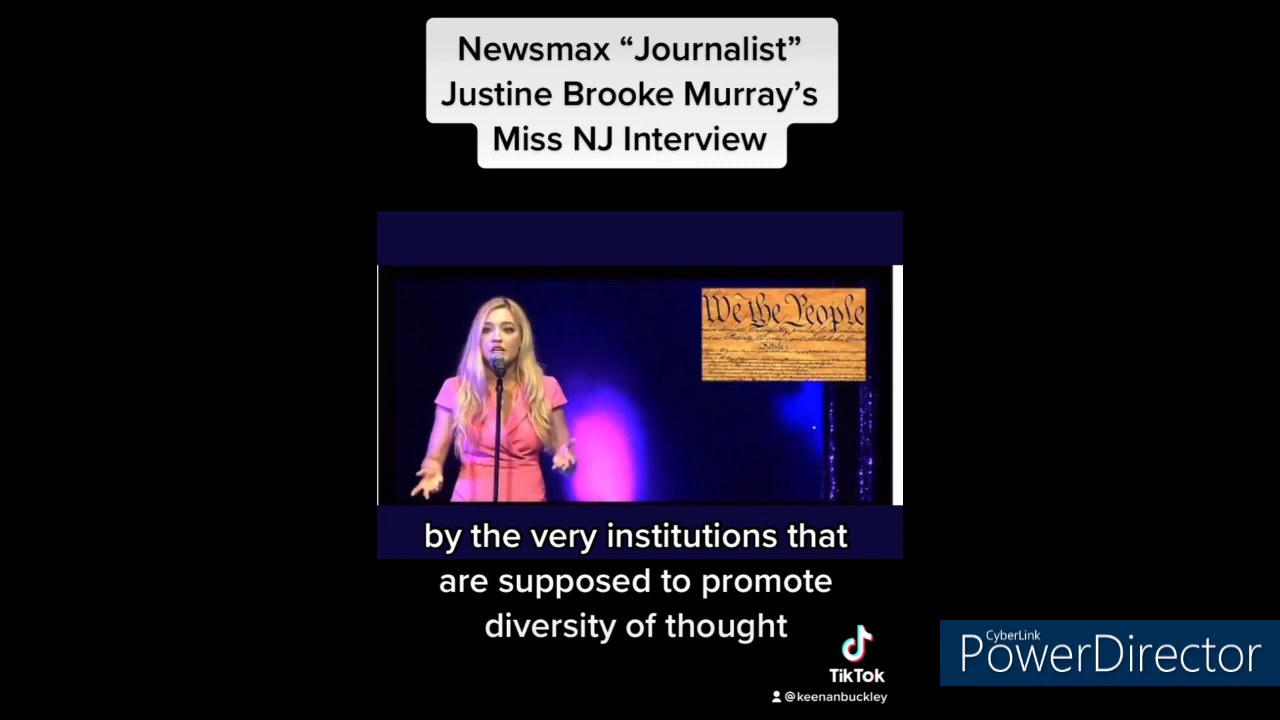 Newsmax “Journalist”
Justine Brooke Murray’s
Miss NJ Interview
We the People
Article I
by the very institutions that
are supposed to promote
diversity of thought
TikTok
@keenanbuckley
CyberLink
PowerDirector